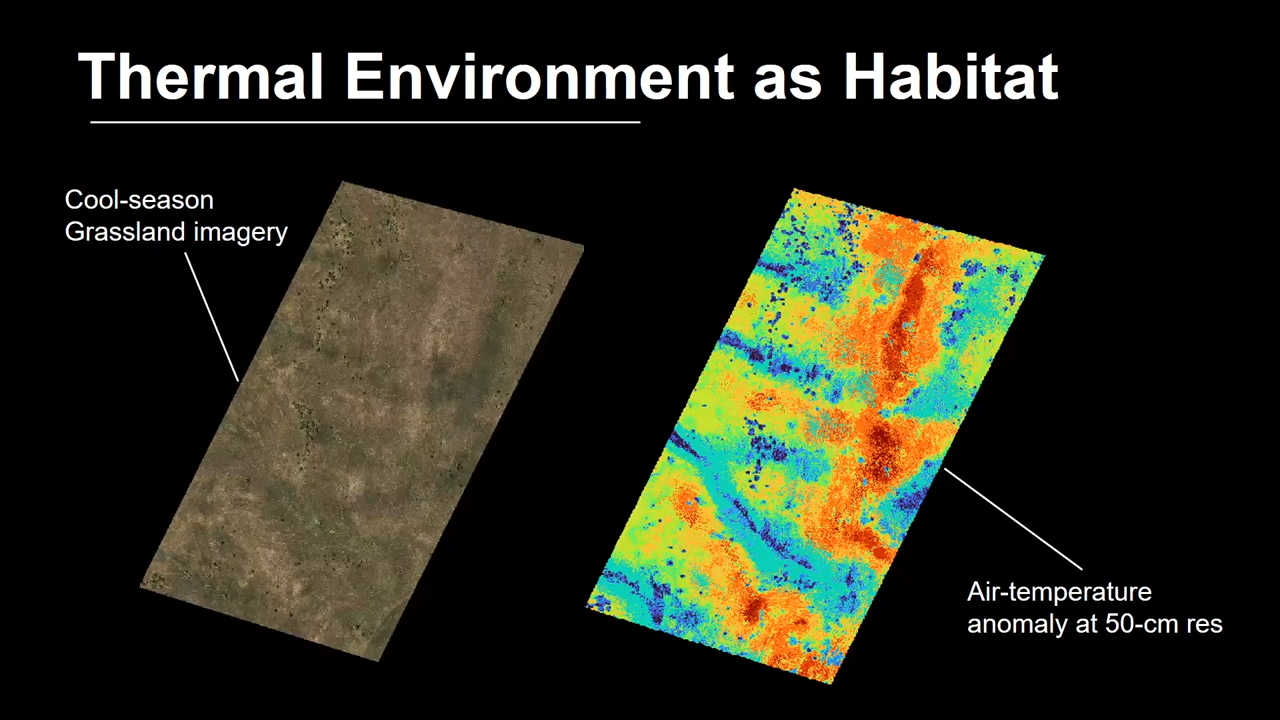 Thermal Environment as Habitat
Cool-season
Grassland imagery
Air-temperature
anomaly at 50-cm res